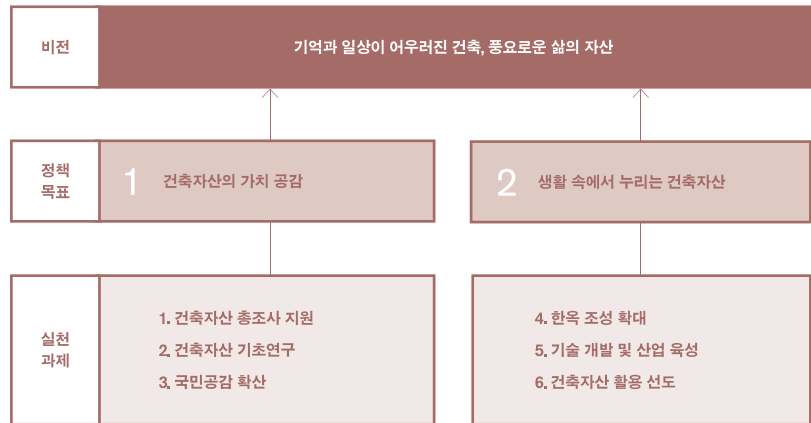 비전
기억과 일상이 어우러진 건축, 풍요로운 삶의 자산
정책
목표
1 건축자산의 가치 공감
2 생활 속에서 누리는 건축자산
실천
과제
1. 건축자산 총조사 지원
2. 건축자산 기초연구
3. 국민공감 확산
4. 한옥 조성 확대
5. 기술 개발 및 산업 육성
6. 건축자산 활용 선도